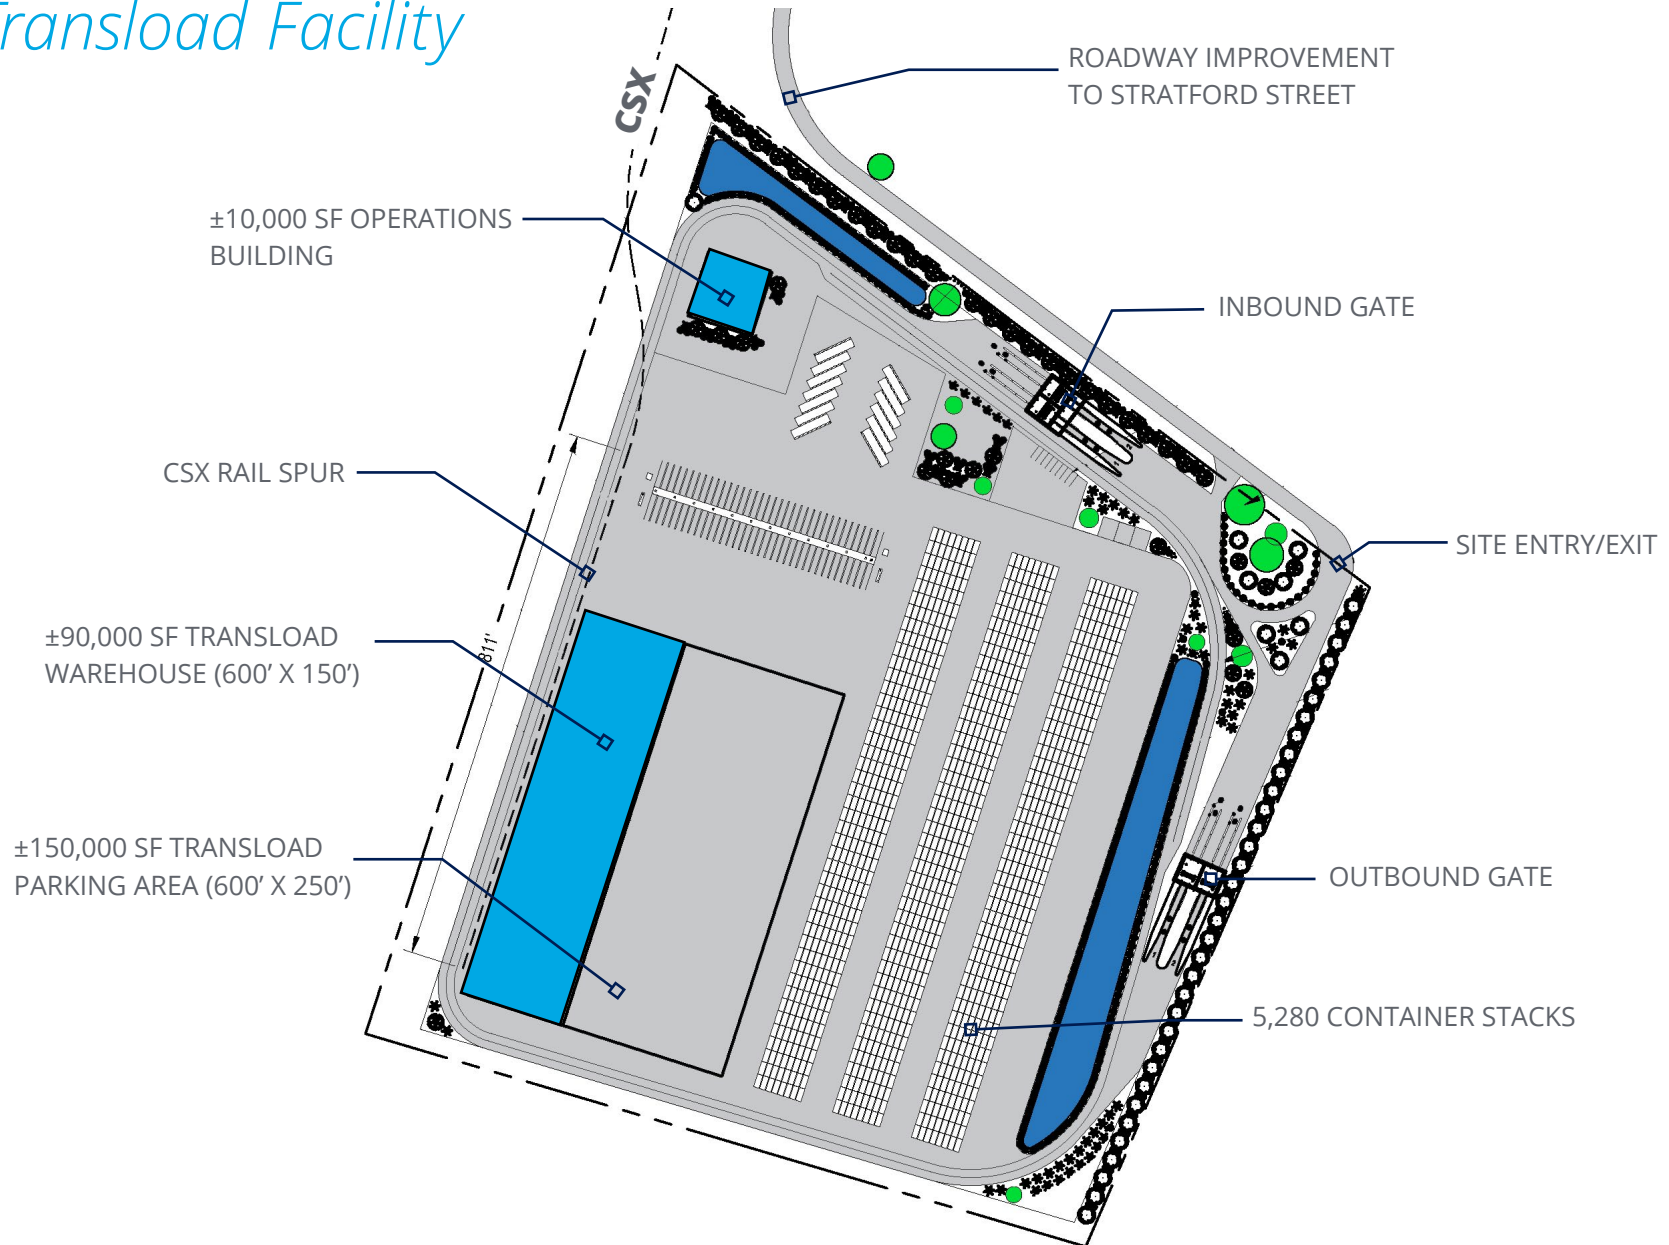 Transload Facility
CSX
ROADWAY IMPROVEMENT
TO STRATFORD STREET
±10,000 SF OPERATIONS
BUILDING
INBOUND GATE
CSX RAIL SPUR
SITE ENTRY/EXIT
±90,000 SF TRANSLOAD
WAREHOUSE (600’ X 150’)
811'
±150,000 SF TRANSLOAD
PARKING AREA (600’ X 250’)
OUTBOUND GATE
5,280 CONTAINER STACKS